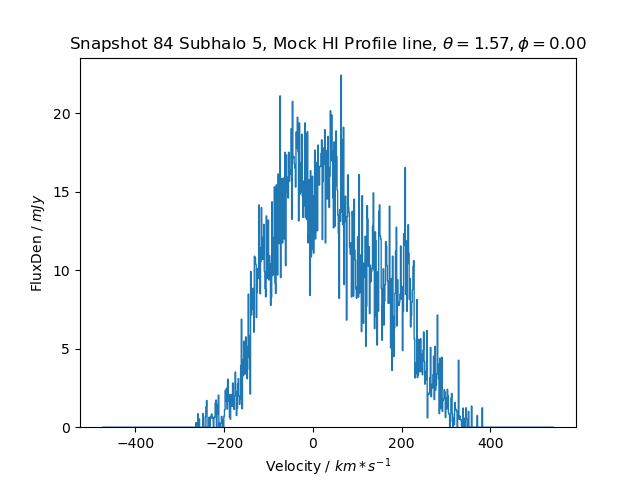 Snapshot 84 Subhalo 5, Mock HI Profile line, θ = 1.57, ϕ = 0.00
FluxDen / mJy
20
15
10
5
0
−400 −200 0 200 400
Velocity / km * s⁻¹